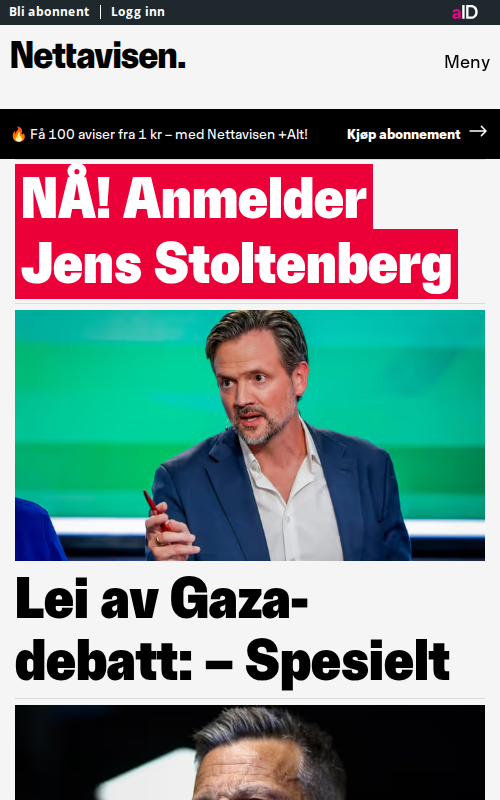 Bli abonnent | Logg inn
aID
Nettavisen.
Meny
🔥 Få 100 aviser fra 1 kr – med Nettavisen +Alt!
Kjøp abonnement →
NÅ! Anmelder
Jens Stoltenberg
Lei av Gaza-
debatt: – Spesielt